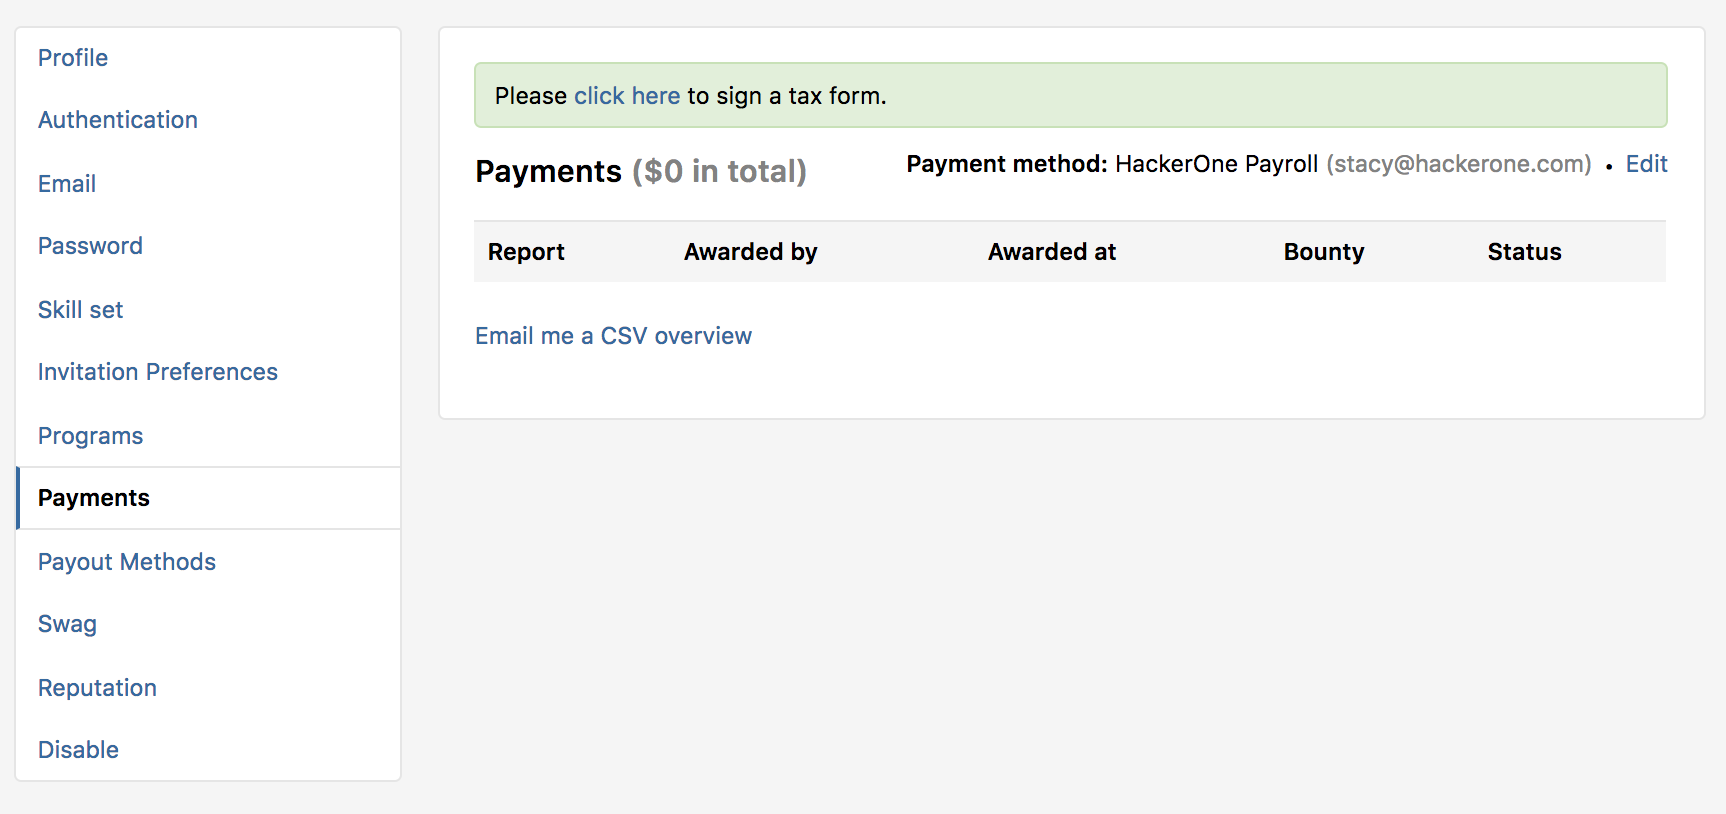 Profile
Authentication
Email
Password
Skill set
Invitation Preferences
Programs
Payments
Payout Methods
Swag
Reputation
Disable
Please click here to sign a tax form.
Payments ($0 in total)
Payment method: HackerOne Payroll (stacy@hackerone.com) • Edit
Report Awarded by Awarded at Bounty Status
Email me a CSV overview